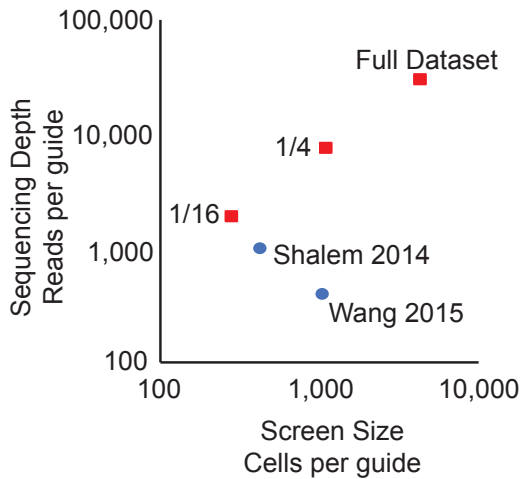 100,000
Full Dataset
10,000
1/4
1/16
1,000
Shalem 2014
Wang 2015
100
Sequencing Depth
Reads per guide
100
1,000
10,000
Screen Size
Cells per guide